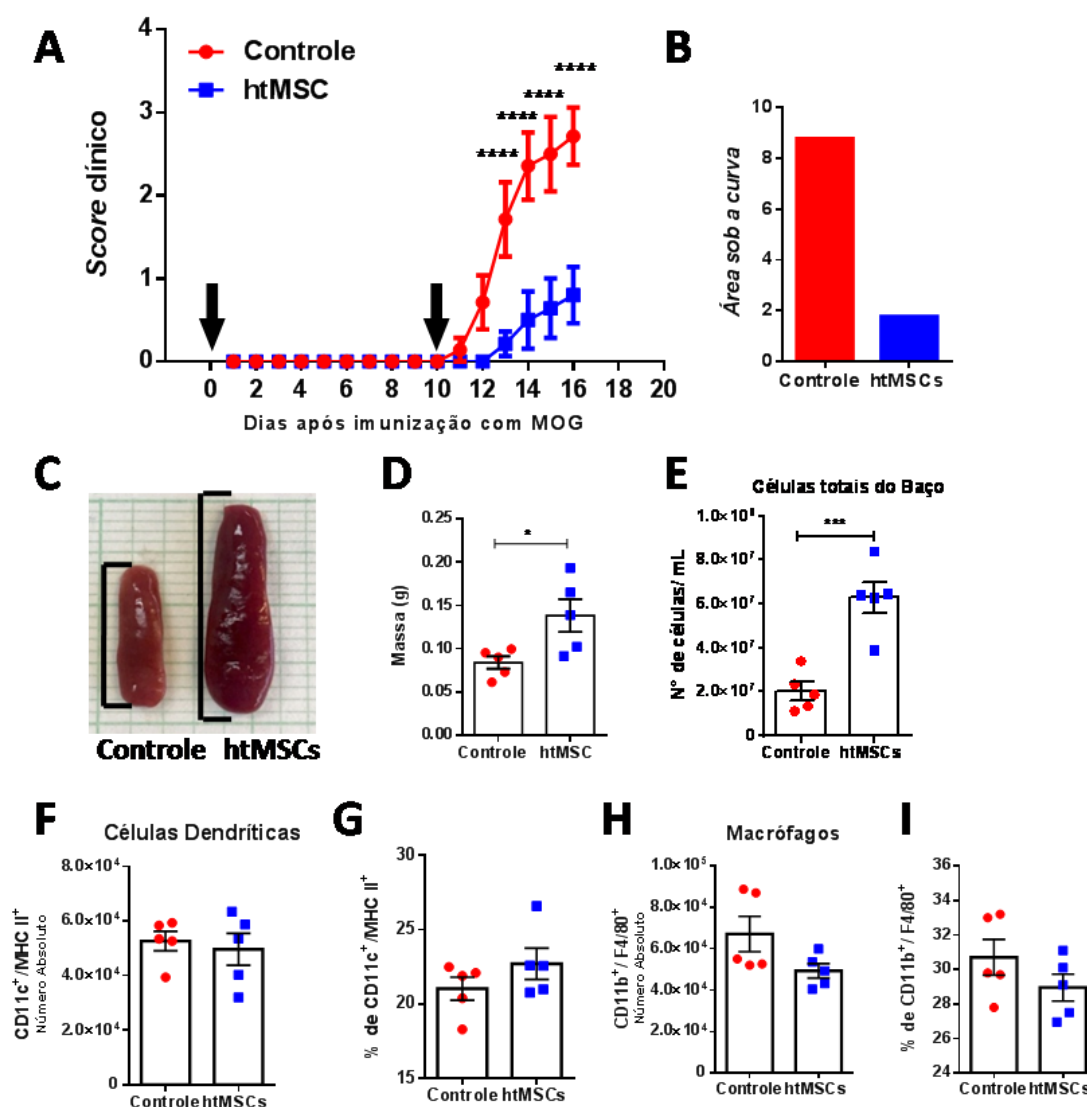 A
Controle
htMSC
4
3
2
1
0
Score clínico
****
****
****
****
0 2 4 6 8 10 12 14 16 18 20
Dias após imunização com MOG
B
Área sob a curva
10
8
6
4
2
0
Controle htMSCs
C
Controle htMSCs
D
Massa (g)
0.25
0.20
0.15
0.10
0.05
0.00
*
Controle htMSC
E
Células totais do Baço
N° de células/ mL
1.0×10⁸
8.0×10⁷
6.0×10⁷
4.0×10⁷
2.0×10⁷
0
***
Controle htMSCs
F
Células Dendríticas
CD11c⁺/MHC II⁺
Número Absoluto
8.0×10⁴
6.0×10⁴
4.0×10⁴
2.0×10⁴
0
Controle htMSCs
G
% de CD11c⁺ /MHC II⁺
30
25
20
15
Controle htMSCs
H
Macrófagos
CD11b⁺/ F4/80⁺
Número Absoluto
1.0×10⁵
8.0×10⁴
6.0×10⁴
4.0×10⁴
2.0×10⁴
0
Controle htMSCs
I
% de CD11b⁺/ F4/80⁺
36
34
32
30
28
26
24
Controle htMSCs